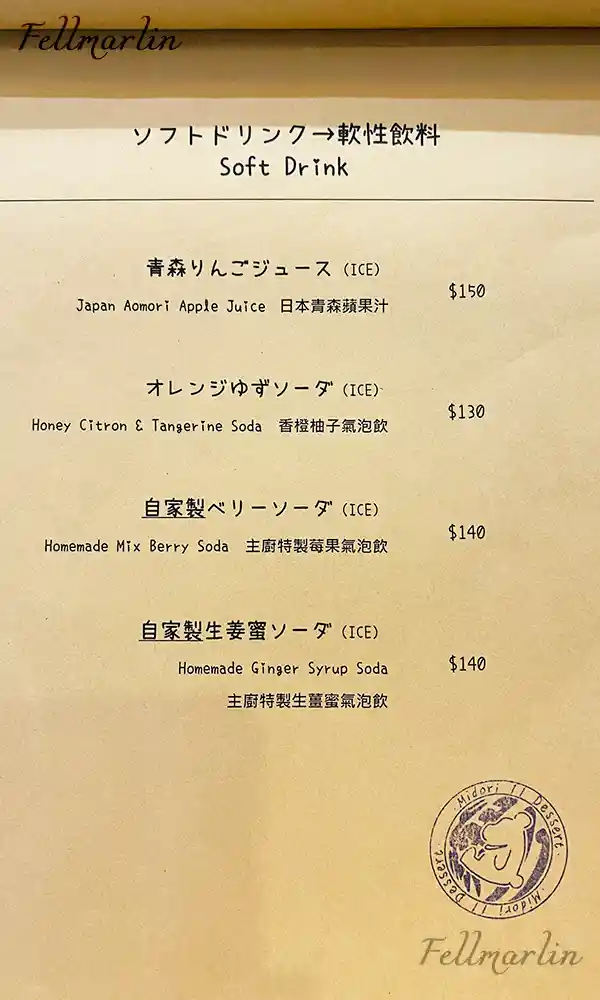 Fellmarlin
ソフトドリンク→軟性飲料
Soft Drink
青森りんごジュース (ICE)
$150
Japan Aomori Apple Juice 日本青森蘋果汁
オレンジゆずソーダ (ICE)
$130
Honey Citron & Tangerine Soda 香橙柚子氣泡飲
自家製ベリーソーダ (ICE)
$140
Homemade Mix Berry Soda 主廚特製莓果氣泡飲
自家製生姜蜜ソーダ (ICE)
$140
Homemade Ginger Syrup Soda
主廚特製生薑蜜氣泡飲
Midori 11 Dessert
Midori 11 Dessert
Fellmarlin